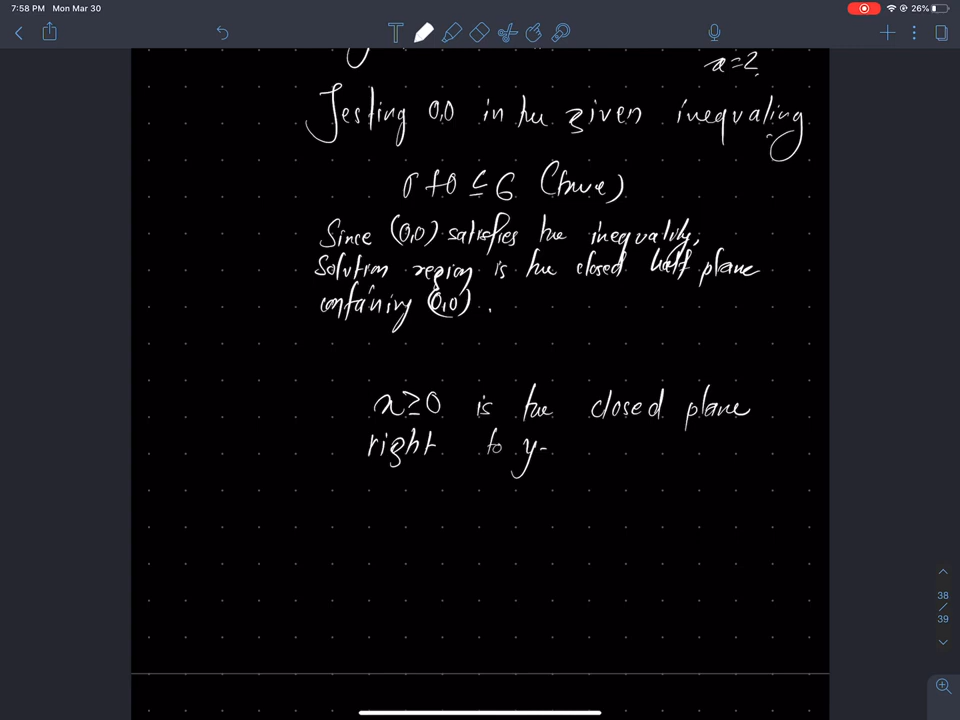 7:58 PM Mon Mar 30
26%
x=2
Testing 0,0 in the given inequality
0+0≤6 (true)
Since (0,0) satisfies the inequality,
Solution region is the closed half plane
containing (0,0).
x≥0 is the closed plane
right to y-
38
/
39